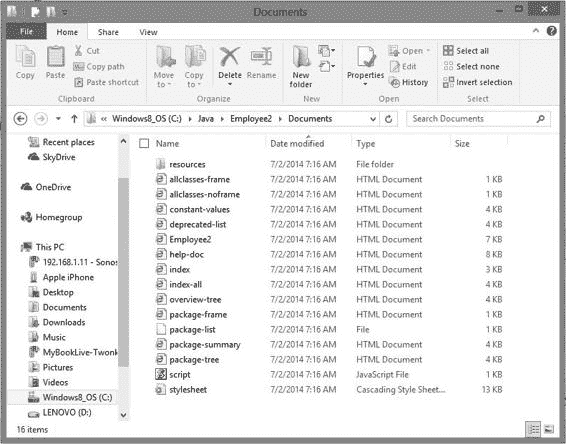 Documents
File Home Share View
Copy Paste Cut Copy path Paste shortcut
Clipboard
Move to Copy to Delete Rename
Organize
New folder
New
Properties Open Edit History
Open
Select all
Select none
Invert selection
Select
Windows8_OS (C:) Java Employee2 Documents Search Documents
Recent places
SkyDrive
OneDrive
Homegroup
This PC
192.168.1.11 - Sonos
Apple iPhone
Desktop
Documents
Downloads
Music
MyBookLive-Twonk
Pictures
Videos
Windows8_OS (C:)
LENOVO (D:)
Name Date modified Type Size
resources 7/2/2014 7:16 AM File folder
allclasses-frame 7/2/2014 7:16 AM HTML Document 1 KB
allclasses-noframe 7/2/2014 7:16 AM HTML Document 1 KB
constant-values 7/2/2014 7:16 AM HTML Document 4 KB
deprecated-list 7/2/2014 7:16 AM HTML Document 4 KB
Employee2 7/2/2014 7:16 AM HTML Document 7 KB
help-doc 7/2/2014 7:16 AM HTML Document 8 KB
index 7/2/2014 7:16 AM HTML Document 3 KB
index-all 7/2/2014 7:16 AM HTML Document 4 KB
overview-tree 7/2/2014 7:16 AM HTML Document 4 KB
package-frame 7/2/2014 7:16 AM HTML Document 1 KB
package-list 7/2/2014 7:16 AM File 1 KB
package-summary 7/2/2014 7:16 AM HTML Document 4 KB
package-tree 7/2/2014 7:16 AM HTML Document 4 KB
script 7/2/2014 7:16 AM JavaScript File 1 KB
stylesheet 7/2/2014 7:16 AM Cascading Style Sheet... 13 KB
16 items